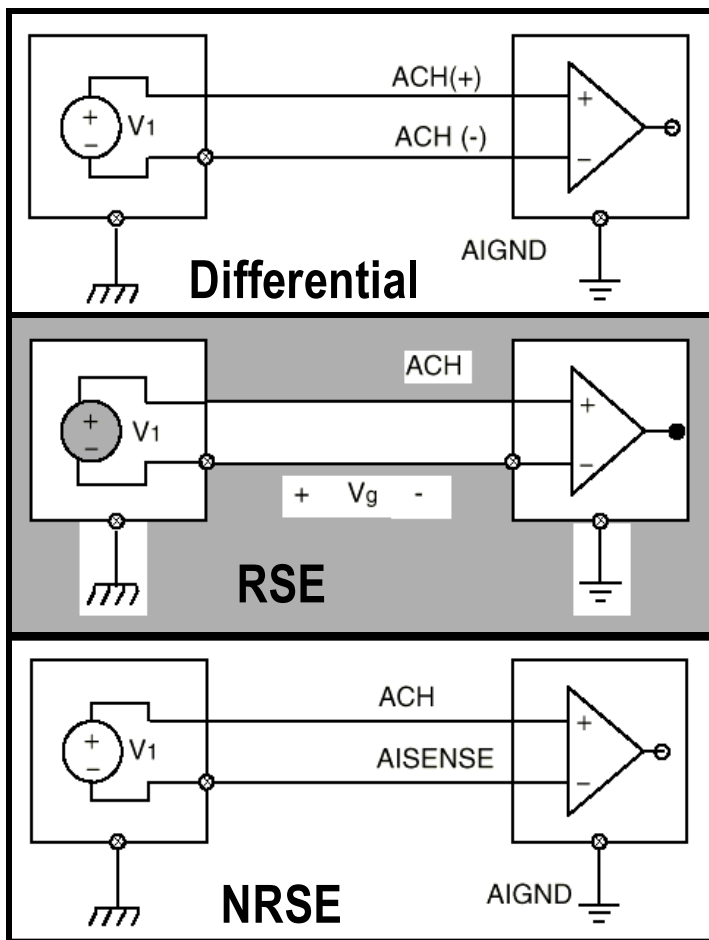 ACH(+)
+
V1
+
−
ACH (-)
−
AIGND
Differential
ACH
+
+
V1
−
−
+ Vg -
RSE
ACH
+
+
V1
AISENSE
−
−
AIGND
NRSE